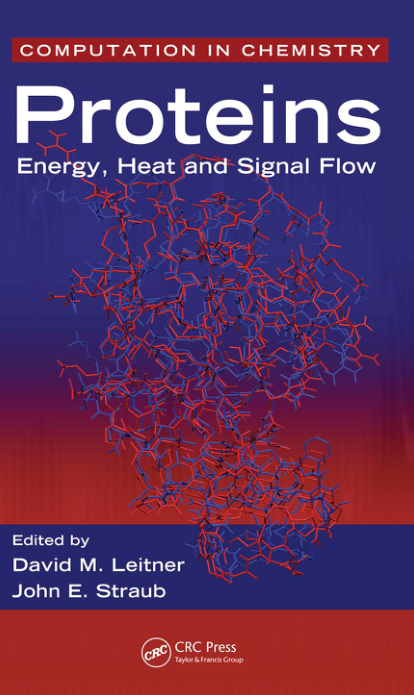 COMPUTATION IN CHEMISTRY
Proteins
Energy, Heat and Signal Flow
Edited by
David M. Leitner
John E. Straub
CRC CRC Press
Taylor & Francis Group